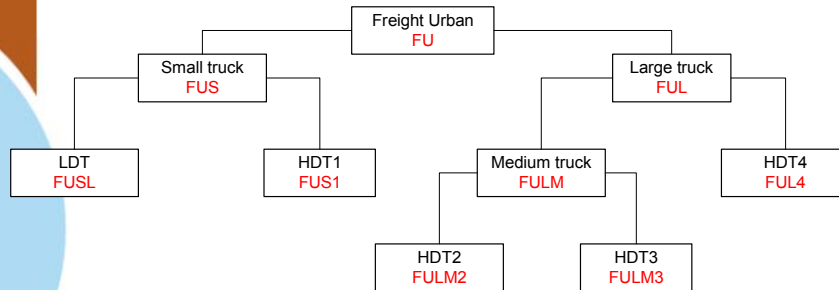 Freight Urban
FU
Small truck
FUS
Large truck
FUL
LDT
FUSL
HDT1
FUS1
Medium truck
FULM
HDT4
FUL4
HDT2
FULM2
HDT3
FULM3